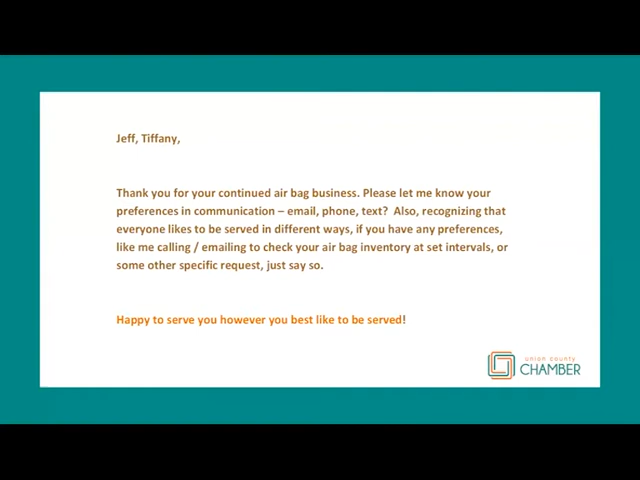 Jeff, Tiffany,
Thank you for your continued air bag business. Please let me know your
preferences in communication – email, phone, text?  Also, recognizing that
everyone likes to be served in different ways, if you have any preferences,
like me calling / emailing to check your air bag inventory at set intervals, or
some other specific request, just say so.
Happy to serve you however you best like to be served!
union county
CHAMBER